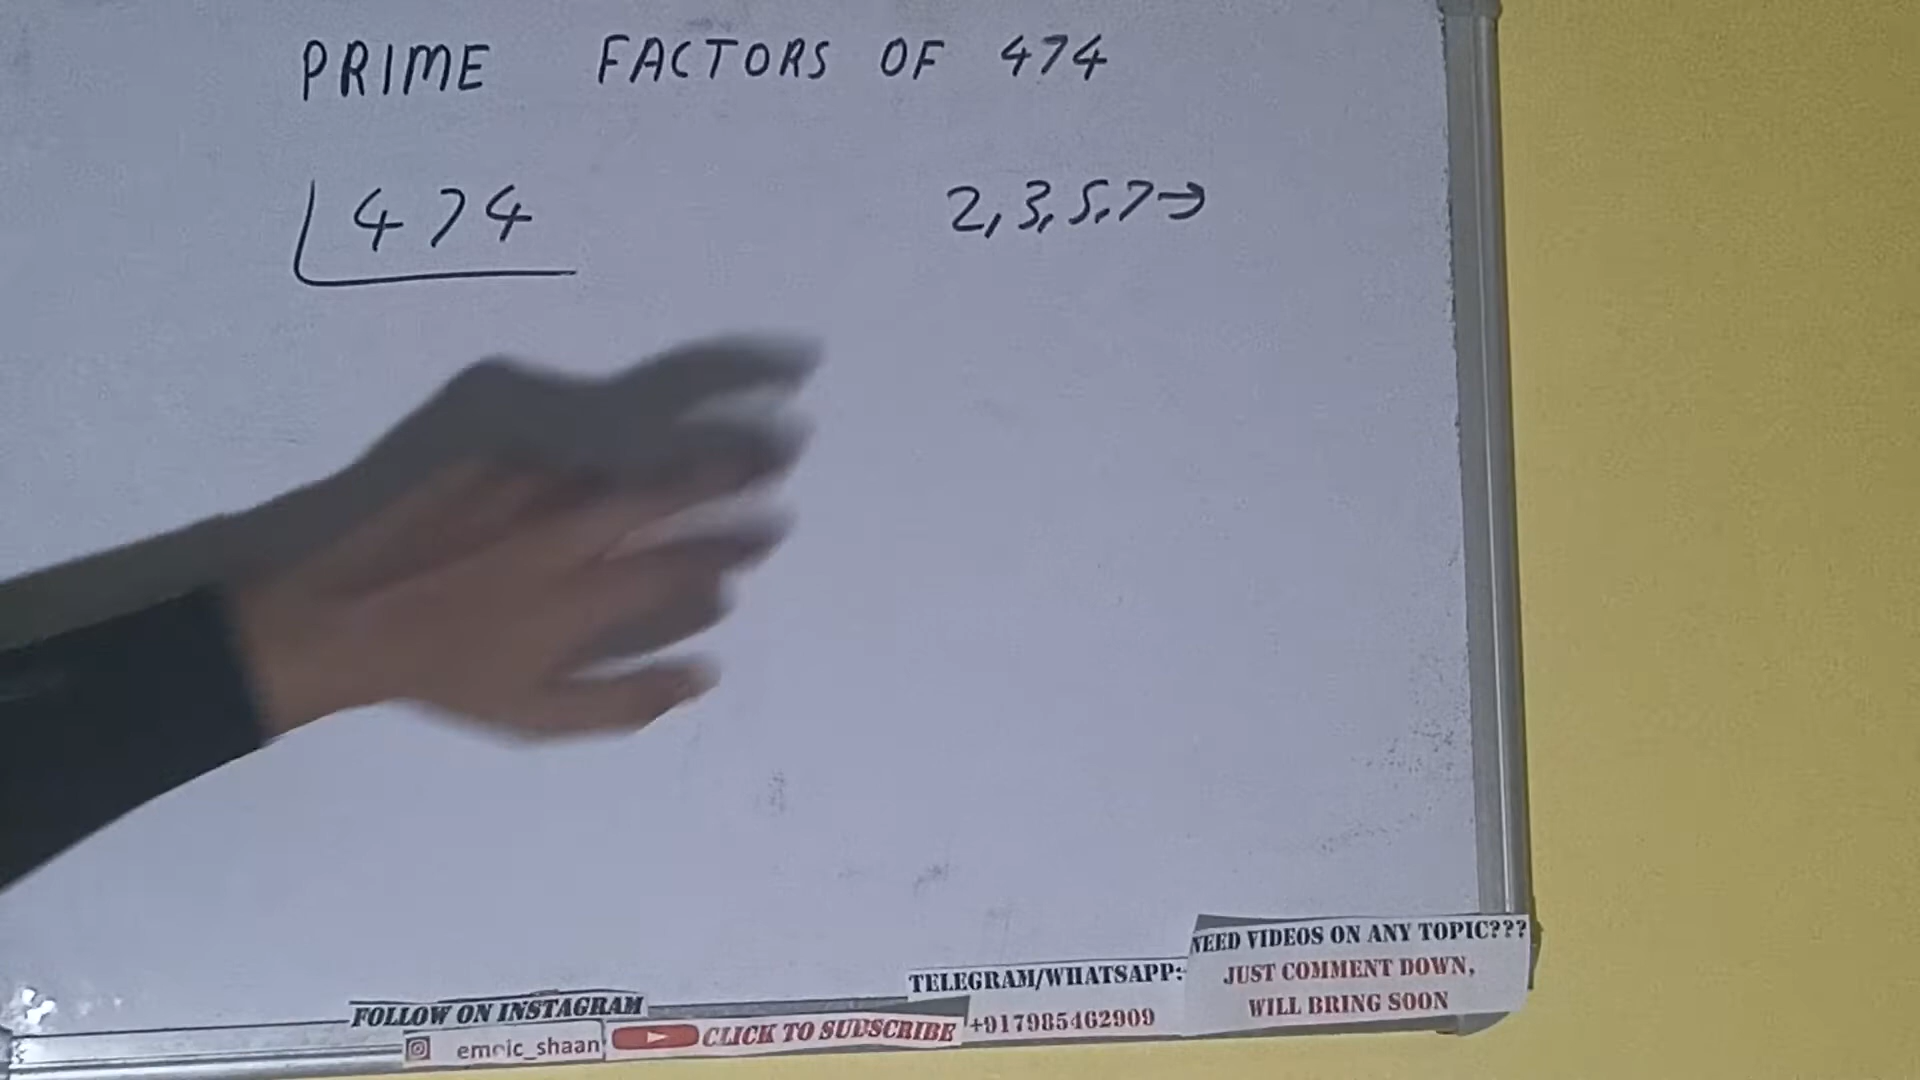 PRIME FACTORS OF 474
474
2,3,5,7→
NEED VIDEOS ON ANY TOPIC???
JUST COMMENT DOWN,
WILL BRING SOON
TELEGRAM/WHATSAPP:-
+917985462909
FOLLOW ON INSTAGRAM
CLICK TO SUBSCRIBE